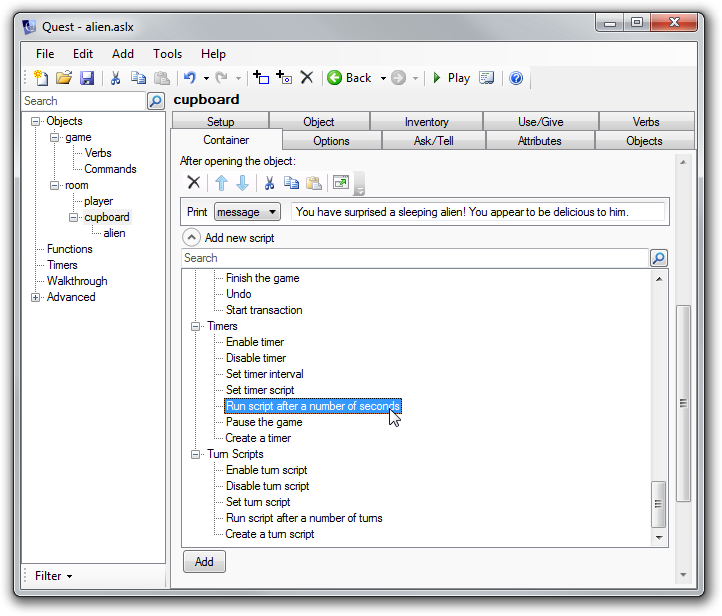 Quest - alien.aslx
File Edit Add Tools Help
Back Play
Search
Objects
game
Verbs
Commands
room
player
cupboard
alien
Functions
Timers
Walkthrough
Advanced
Filter
cupboard
Setup Object Inventory Use/Give Verbs
Container Options Ask/Tell Attributes Objects
After opening the object:
Print message You have surprised a sleeping alien! You appear to be delicious to him.
Add new script
Search
Finish the game
Undo
Start transaction
Timers
Enable timer
Disable timer
Set timer interval
Set timer script
Run script after a number of seconds
Pause the game
Create a timer
Turn Scripts
Enable turn script
Disable turn script
Set turn script
Run script after a number of turns
Create a turn script
Add